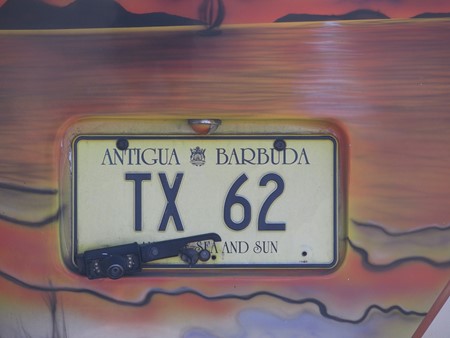 ANTIGUA BARBUDA
TX 62
SEA AND SUN